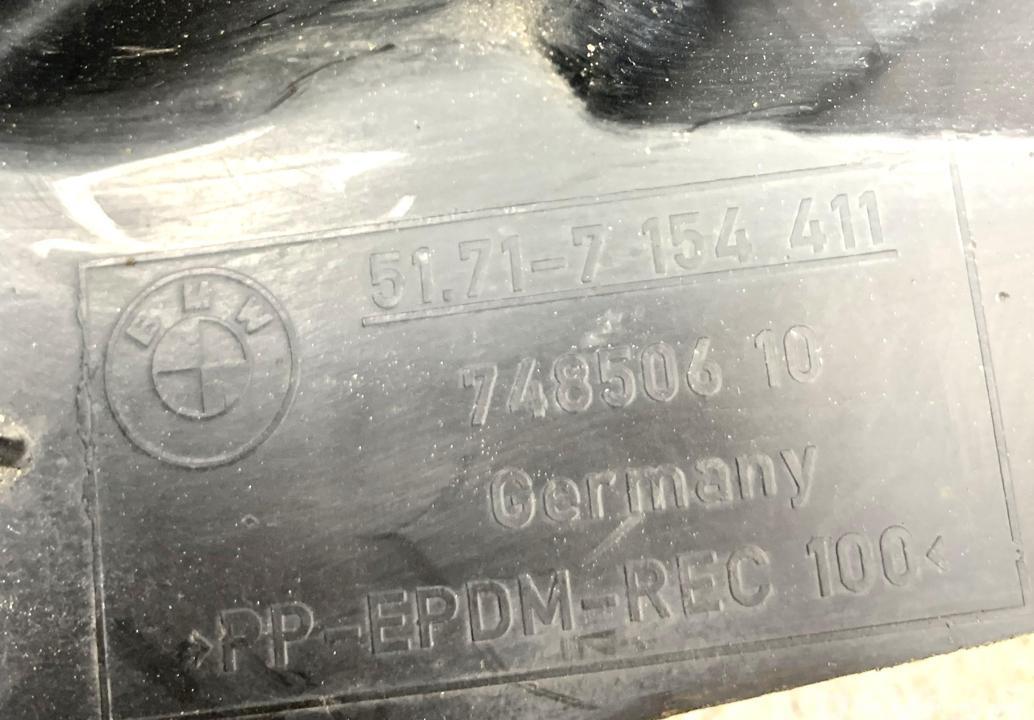 BMW
51.71-7 154 411
748506 10
Germany
>PP-EPDM-REC 100<